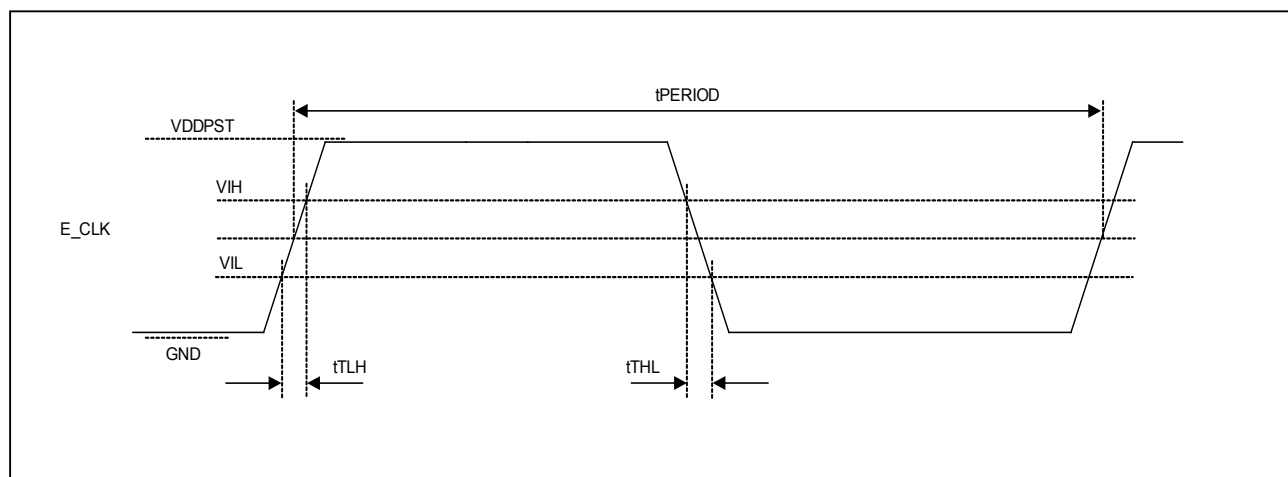 tPERIOD
VDDPST
VIH
E_CLK
VIL
GND
tTLH
tTHL